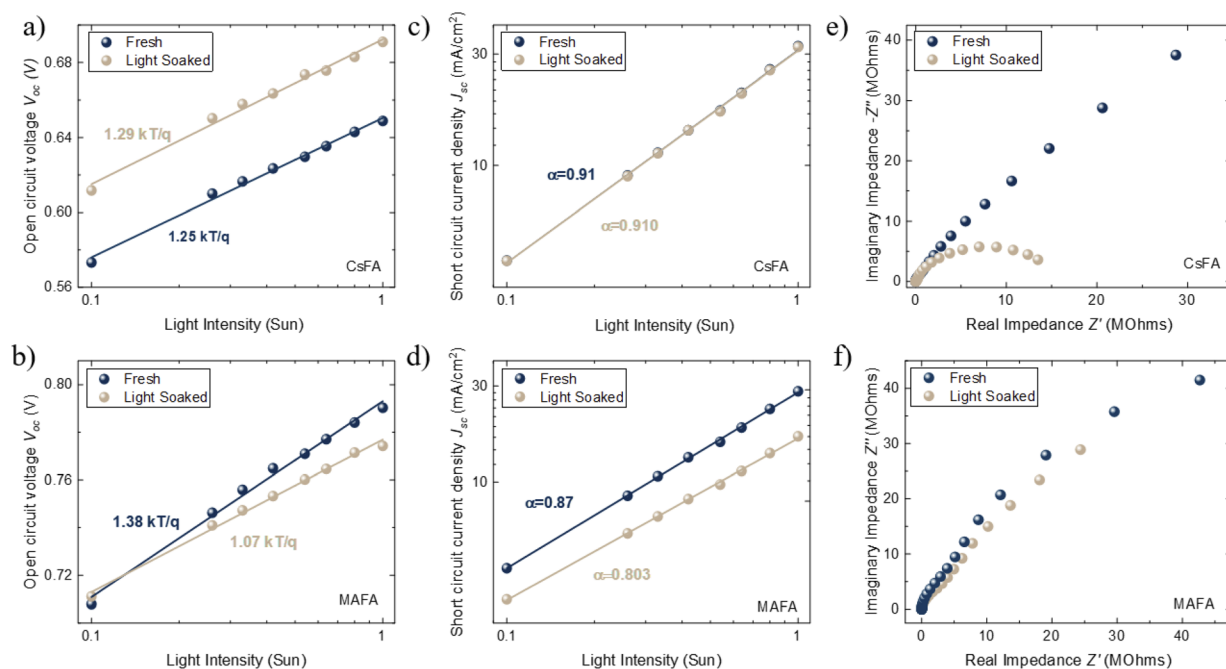 a)
Fresh
Light Soaked
1.29 kT/q
1.25 kT/q
CsFA
0.68
0.64
0.60
0.56
0.1
1
Open circuit voltage Voc (V)
Light Intensity (Sun)
c)
Fresh
Light Soaked
α=0.91
α=0.910
CsFA
30
10
0.1
1
Short circuit current density Jsc (mA/cm²)
Light Intensity (Sun)
e)
Fresh
Light Soaked
CsFA
40
30
20
10
0
0
10
20
30
Imaginary Impedance -Z" (MOhms)
Real Impedance Z' (MOhms)
b)
Fresh
Light Soaked
1.38 kT/q
1.07 kT/q
MAFA
0.80
0.76
0.72
0.1
1
Open circuit voltage Voc (V)
Light Intensity (Sun)
d)
Fresh
Light Soaked
α=0.87
α=0.803
MAFA
30
10
0.1
1
Short circuit current density Jsc (mA/cm²)
Light Intensity (Sun)
f)
Fresh
Light Soaked
MAFA
40
30
20
10
0
0
10
20
30
40
Imaginary Impedance Z" (MOhms)
Real Impedance Z' (MOhms)